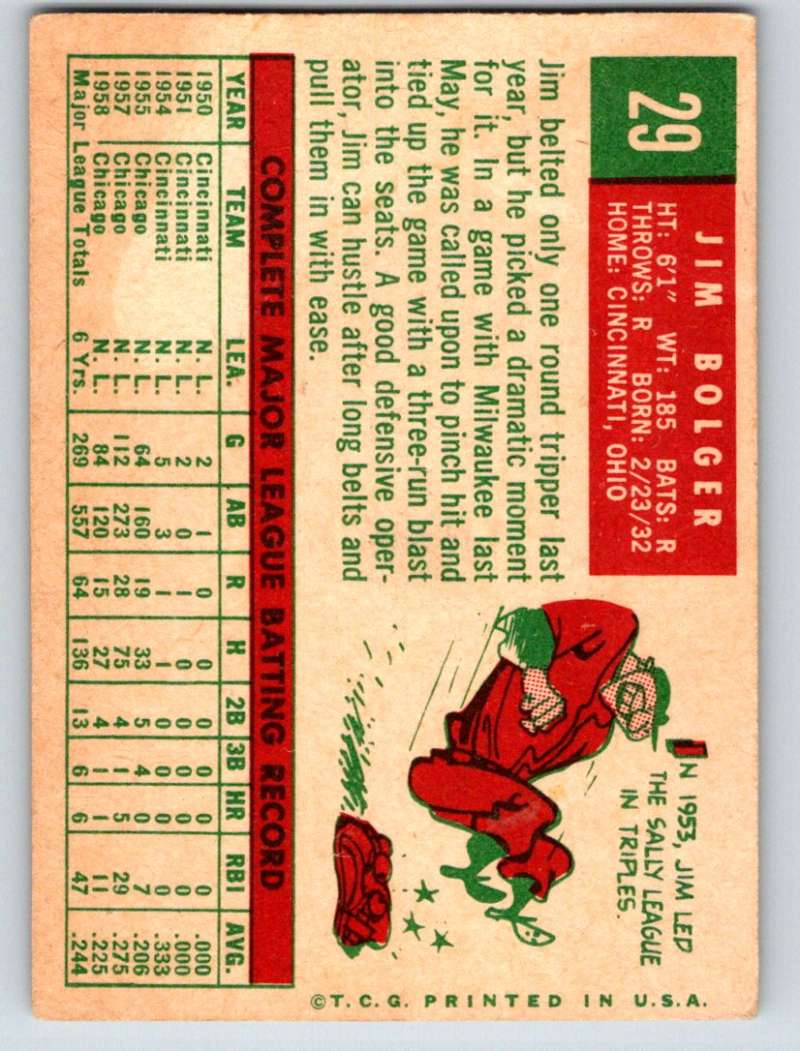 29
JIM BOLGER
HT: 6'1" WT: 185 BATS: R
THROWS: R BORN: 2/23/32
HOME: CINCINNATI, OHIO
Jim belted only one round tripper last
year, but he picked a dramatic moment
for it. In a game with Milwaukee last
May, he was called upon to pinch hit and
tied up the game with a three-run blast
into the seats. A good defensive oper-
ator, Jim can hustle after long belts and
pull them in with ease.
IN 1953, JIM LED
THE SALLY LEAGUE
IN TRIPLES.
COMPLETE MAJOR LEAGUE BATTING RECORD
YEAR TEAM LEA. G AB R H 2B 3B HR RBI AVG.
1950 Cincinnati N. L. 2 1 0 0 0 0 0 0 .000
1951 Cincinnati N. L. 2 0 1 0 0 0 0 0 .000
1954 Cincinnati N. L. 5 3 1 1 0 0 0 0 .333
1955 Chicago N. L. 64 160 19 33 5 4 0 7 .206
1957 Chicago N. L. 112 273 28 75 4 1 5 29 .275
1958 Chicago N. L. 84 120 15 27 4 1 1 11 .225
Major League Totals 6 Yrs. 269 557 64 136 13 6 6 47 .244
©T.C.G. PRINTED IN U.S.A.